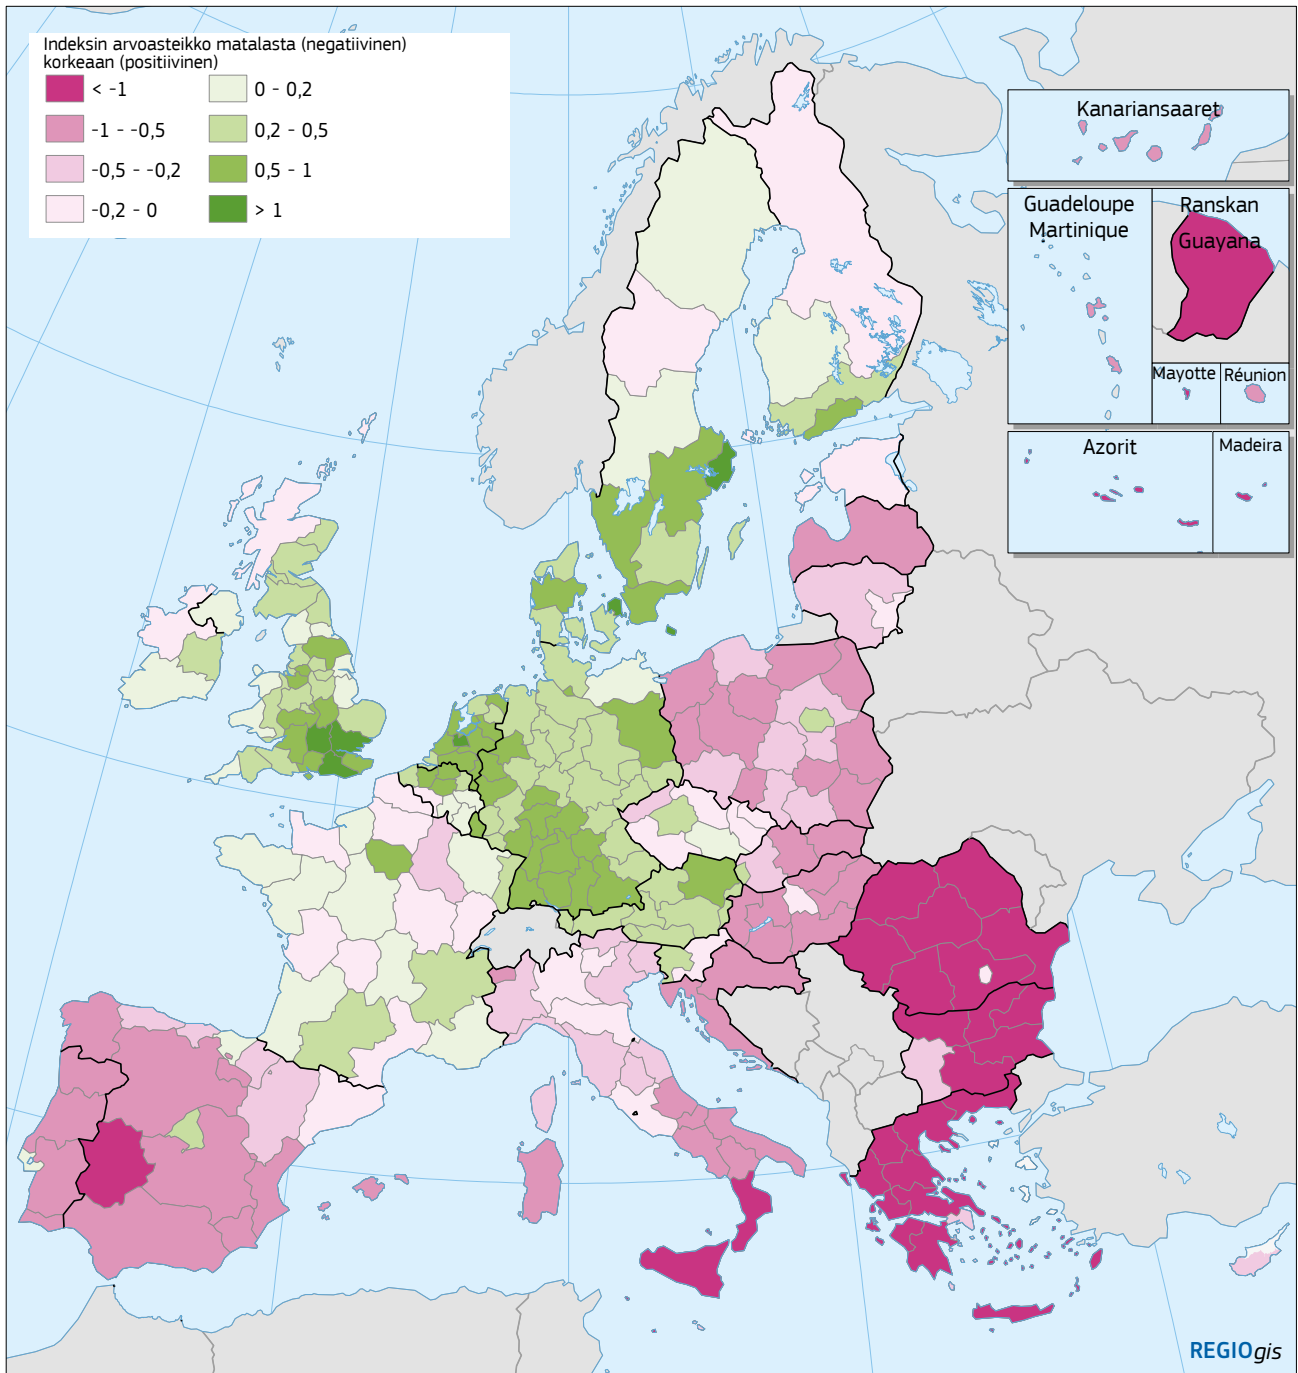 Indeksin arvoasteikko matalasta (negatiivinen)
korkeaan (positiivinen)
< -1
-1 - -0,5
-0,5 - -0,2
-0,2 - 0
0 - 0,2
0,2 - 0,5
0,5 - 1
> 1
Kanariansaaret
Guadeloupe
Martinique
Ranskan
Guayana
Mayotte
Réunion
Azorit
Madeira
REGIOgis